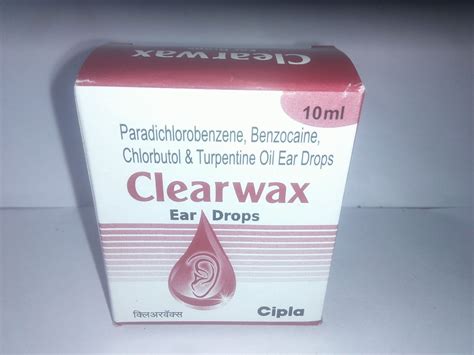 Clearwax
10ml
Paradichlorobenzene, Benzocaine,
Chlorbutol & Turpentine Oil Ear Drops
Clearwax
Ear Drops
क्लिअरवॅक्स
Cipla